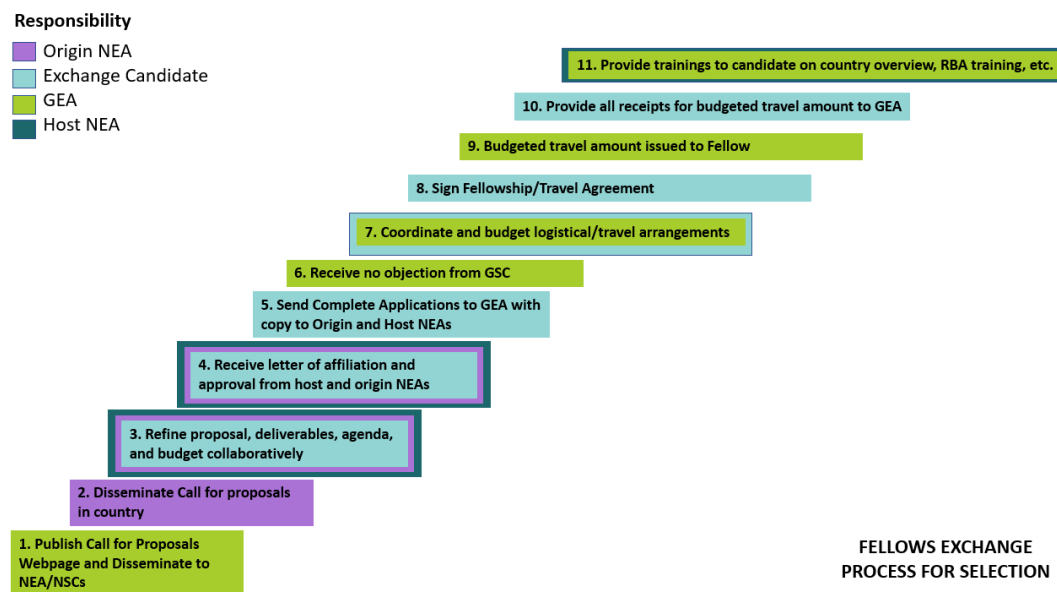 Responsibility
Origin NEA
Exchange Candidate
GEA
Host NEA
11. Provide trainings to candidate on country overview, RBA training, etc.
10. Provide all receipts for budgeted travel amount to GEA
9. Budgeted travel amount issued to Fellow
8. Sign Fellowship/Travel Agreement
7. Coordinate and budget logistical/travel arrangements
6. Receive no objection from GSC
5. Send Complete Applications to GEA with
copy to Origin and Host NEAs
4. Receive letter of affiliation and
approval from host and origin NEAs
3. Refine proposal, deliverables, agenda,
and budget collaboratively
2. Disseminate Call for proposals
in country
1. Publish Call for Proposals
Webpage and Disseminate to
NEA/NSCs
FELLOWS EXCHANGE
PROCESS FOR SELECTION